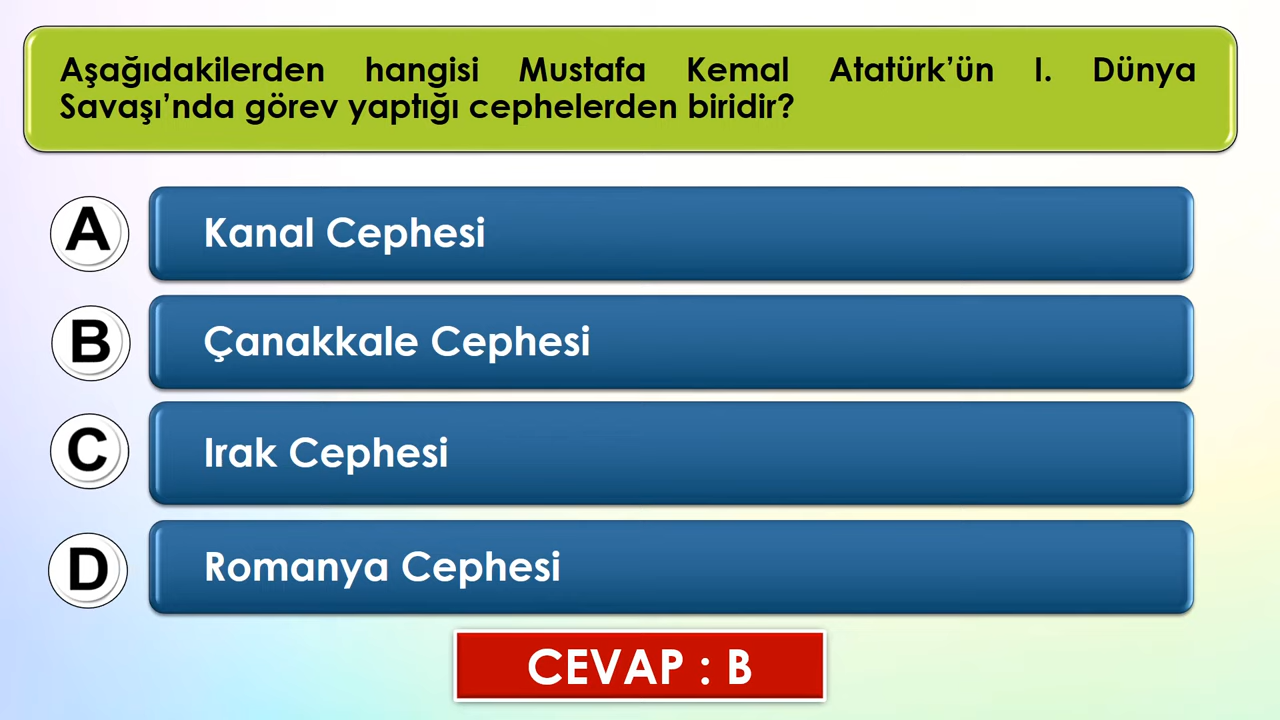 Aşağıdakilerden hangisi Mustafa Kemal Atatürk’ün I. Dünya
Savaşı’nda görev yaptığı cephelerden biridir?
A Kanal Cephesi
B Çanakkale Cephesi
C Irak Cephesi
D Romanya Cephesi
CEVAP : B